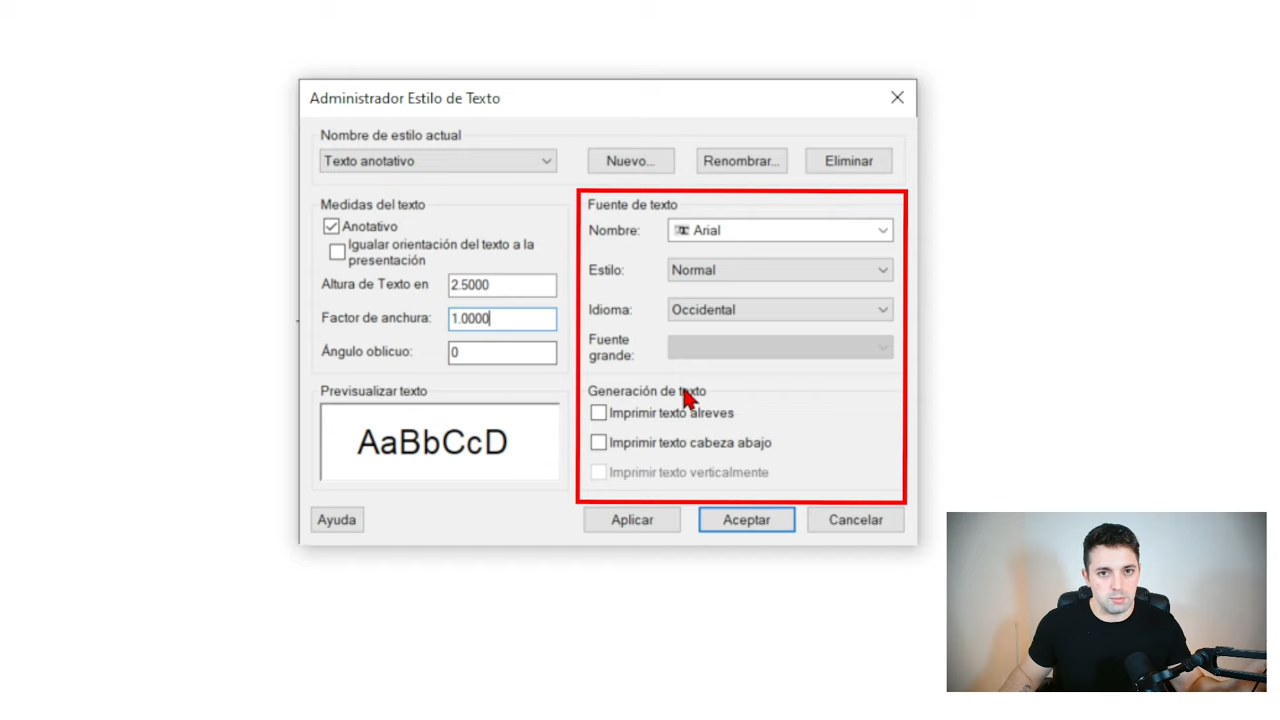 Administrador Estilo de Texto
Nombre de estilo actual
Texto anotativo
Nuevo...
Renombrar...
Eliminar
Medidas del texto
Anotativo
Igualar orientación del texto a la
presentación
Altura de Texto en
2.5000
Factor de anchura:
1.0000
Ángulo oblicuo:
0
Previsualizar texto
AaBbCcD
Fuente de texto
Nombre:
Arial
Estilo:
Normal
Idioma:
Occidental
Fuente
grande:
Generación de texto
Imprimir texto alreves
Imprimir texto cabeza abajo
Imprimir texto verticalmente
Ayuda
Aplicar
Aceptar
Cancelar